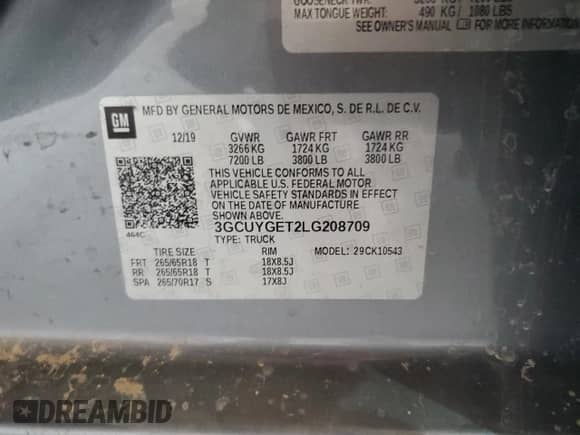 MAX TONGUE WEIGHT: 490 KG / 1080 LBS
SEE OWNER'S MANUAL FOR MORE INFORMATION
GM
MFD BY GENERAL MOTORS DE MEXICO, S. DE R.L. DE C.V.
12/19 GVWR GAWR FRT GAWR RR
3266 KG 1724 KG 1724 KG
7200 LB 3800 LB 3800 LB
THIS VEHICLE CONFORMS TO ALL
APPLICABLE U.S. FEDERAL MOTOR
VEHICLE SAFETY STANDARDS IN EFFECT
ON THE DATE OF MANUFACTURE SHOWN
ABOVE.
464C
3GCUYGET2LG208709
TYPE: TRUCK MODEL: 29CK10543
TIRE SIZE RIM
FRT 265/65R18 T 18X8.5J
RR 265/65R18 T 18X8.5J
SPA 265/70R17 S 17X8J
DREAMBID